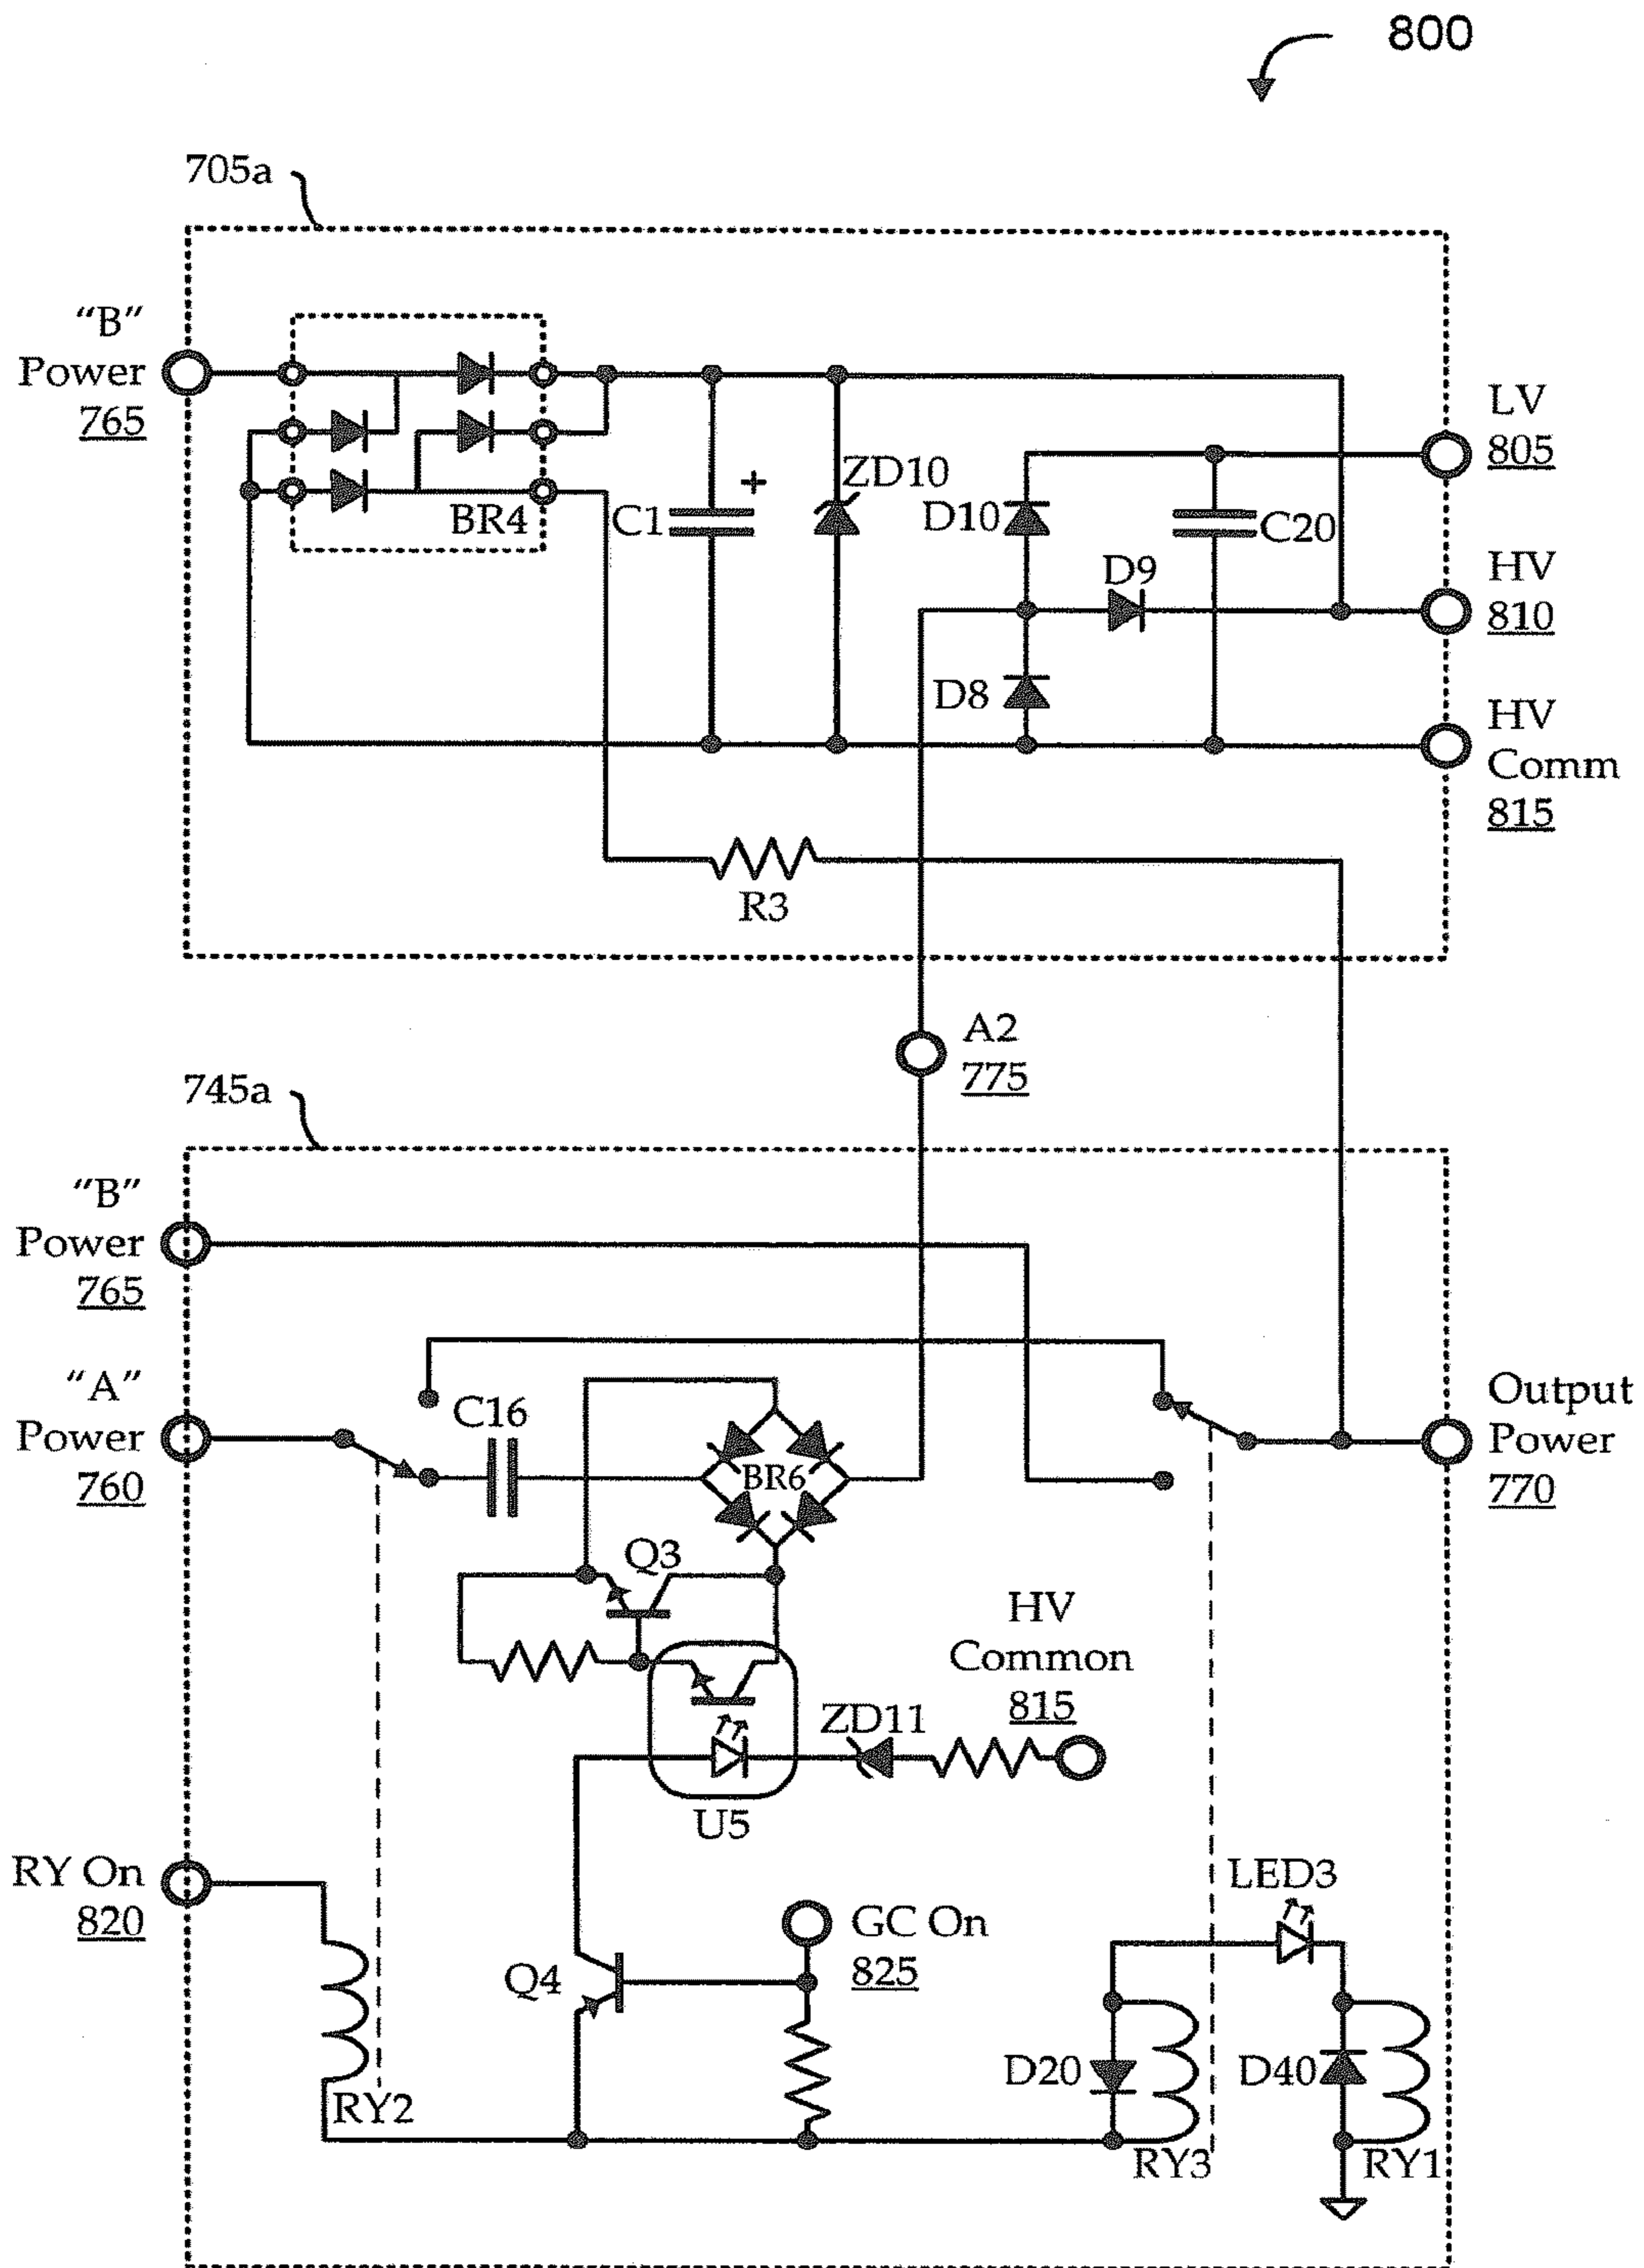 800
705a
“B”
Power
765
BR4
C1
+
ZD10
D10
C20
D9
D8
LV
805
HV
810
HV
Comm
815
R3
A2
775
745a
“B”
Power
765
“A”
Power
760
C16
BR6
Output
Power
770
Q3
HV
Common
815
ZD11
U5
RY On
820
LED3
GC On
825
Q4
D20
D40
RY2
RY3
RY1